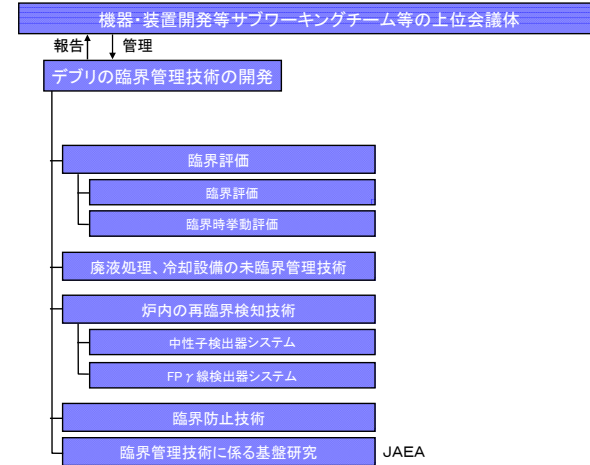 機器・装置開発等サブワーキングチーム等の上位会議体
報告 管理
デブリの臨界管理技術の開発
臨界評価
臨界評価
臨界時挙動評価
廃液処理、冷却設備の未臨界管理技術
炉内の再臨界検知技術
中性子検出器システム
FPγ線検出器システム
臨界防止技術
臨界管理技術に係る基盤研究 JAEA